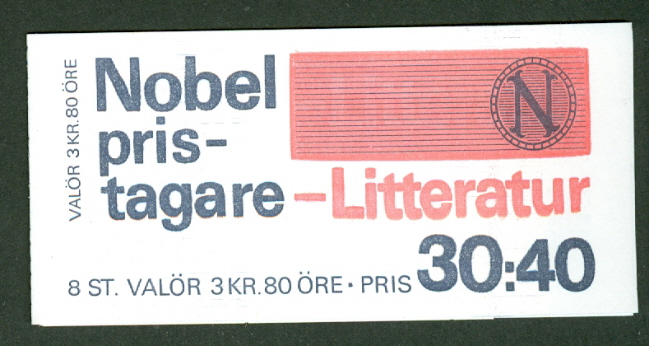 VALÖR 3 KR. 80 ÖRE
Nobel
pris-
tagare – Litteratur
N
8 ST. VALÖR 3 KR. 80 ÖRE · PRIS 30:40